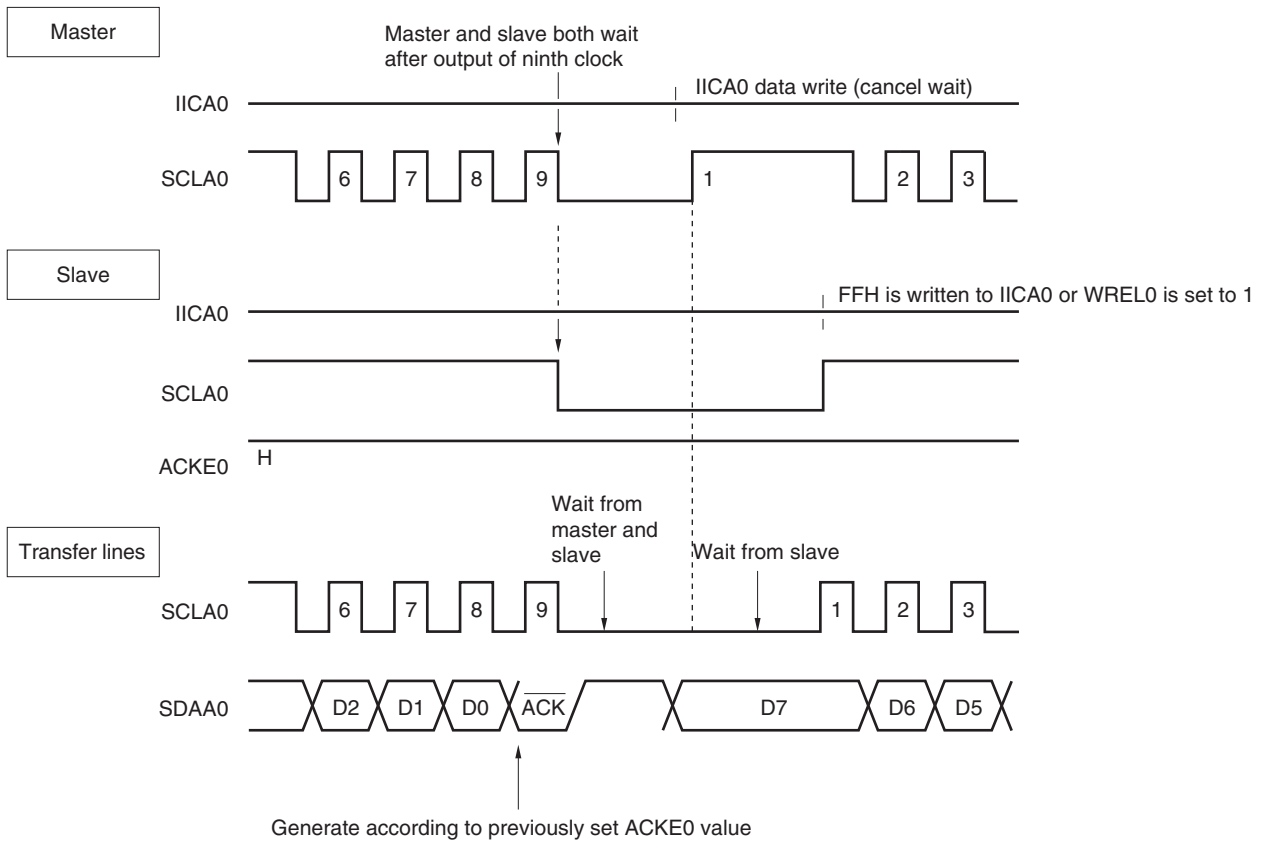 Master
Master and slave both wait
after output of ninth clock
IICA0
IICA0 data write (cancel wait)
SCLA0
6 7 8 9 1 2 3
Slave
IICA0
FFH is written to IICA0 or WREL0 is set to 1
SCLA0
ACKE0
H
Transfer lines
Wait from
master and
slave
Wait from slave
SCLA0
6 7 8 9 1 2 3
SDAA0
D2 D1 D0 ACK D7 D6 D5
Generate according to previously set ACKE0 value